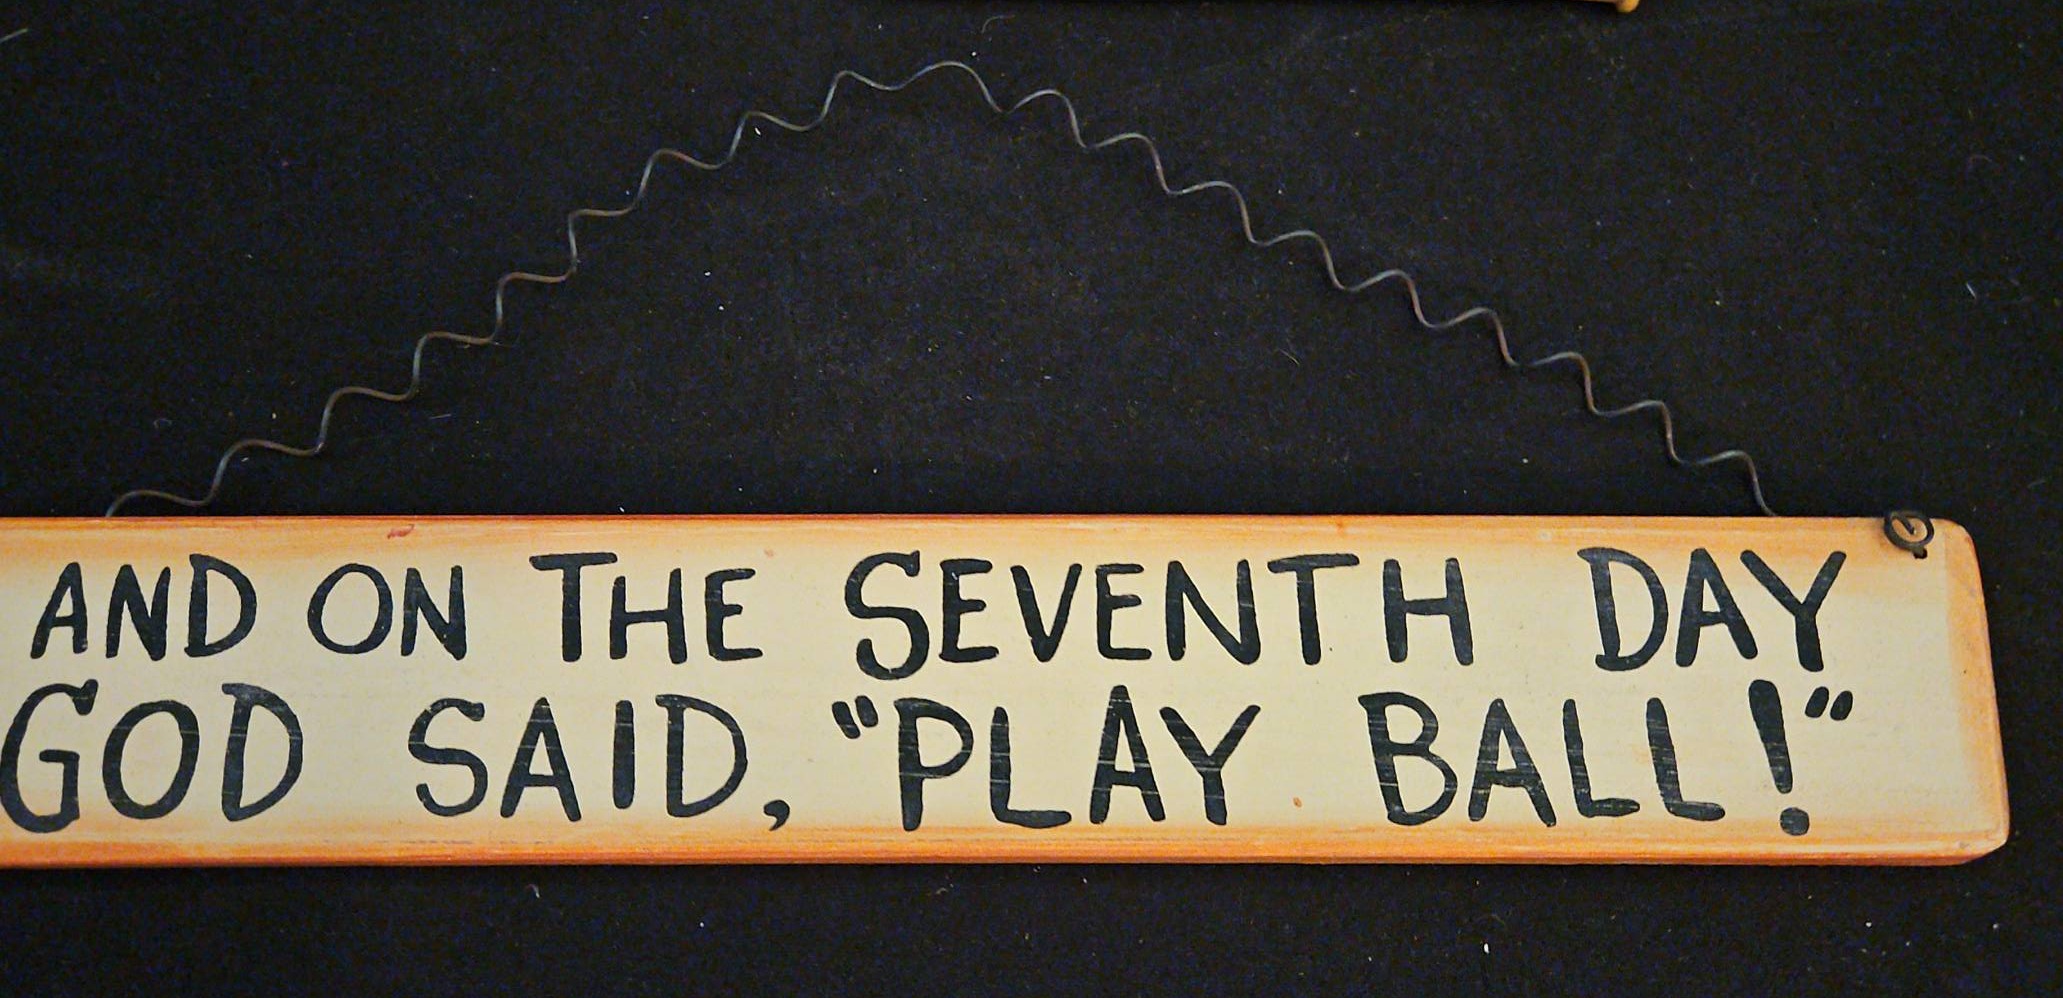 AND ON THE SEVENTH DAY
GOD SAID, "PLAY BALL!"